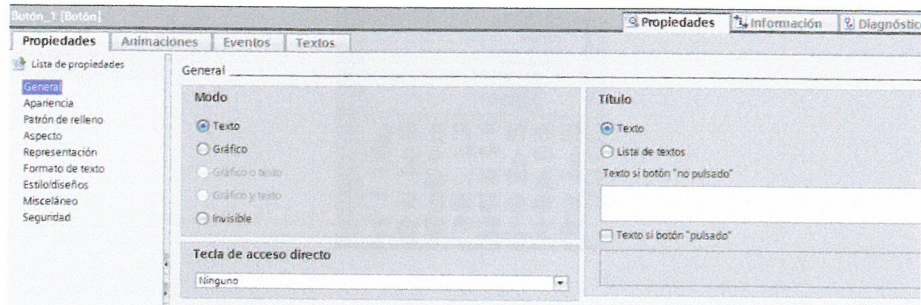 Botón_1 [Botón]
Propiedades
Información
Diagnóstico
Propiedades
Animaciones
Eventos
Textos
Lista de propiedades
General
Apariencia
Patrón de relleno
Aspecto
Representación
Formato de texto
Estilo/diseños
Misceláneo
Seguridad
General
Modo
Texto
Gráfico
Gráfico o texto
Gráfico y texto
Invisible
Tecla de acceso directo
Ninguno
Título
Texto
Lista de textos
Texto si botón "no pulsado"
Texto si botón "pulsado"